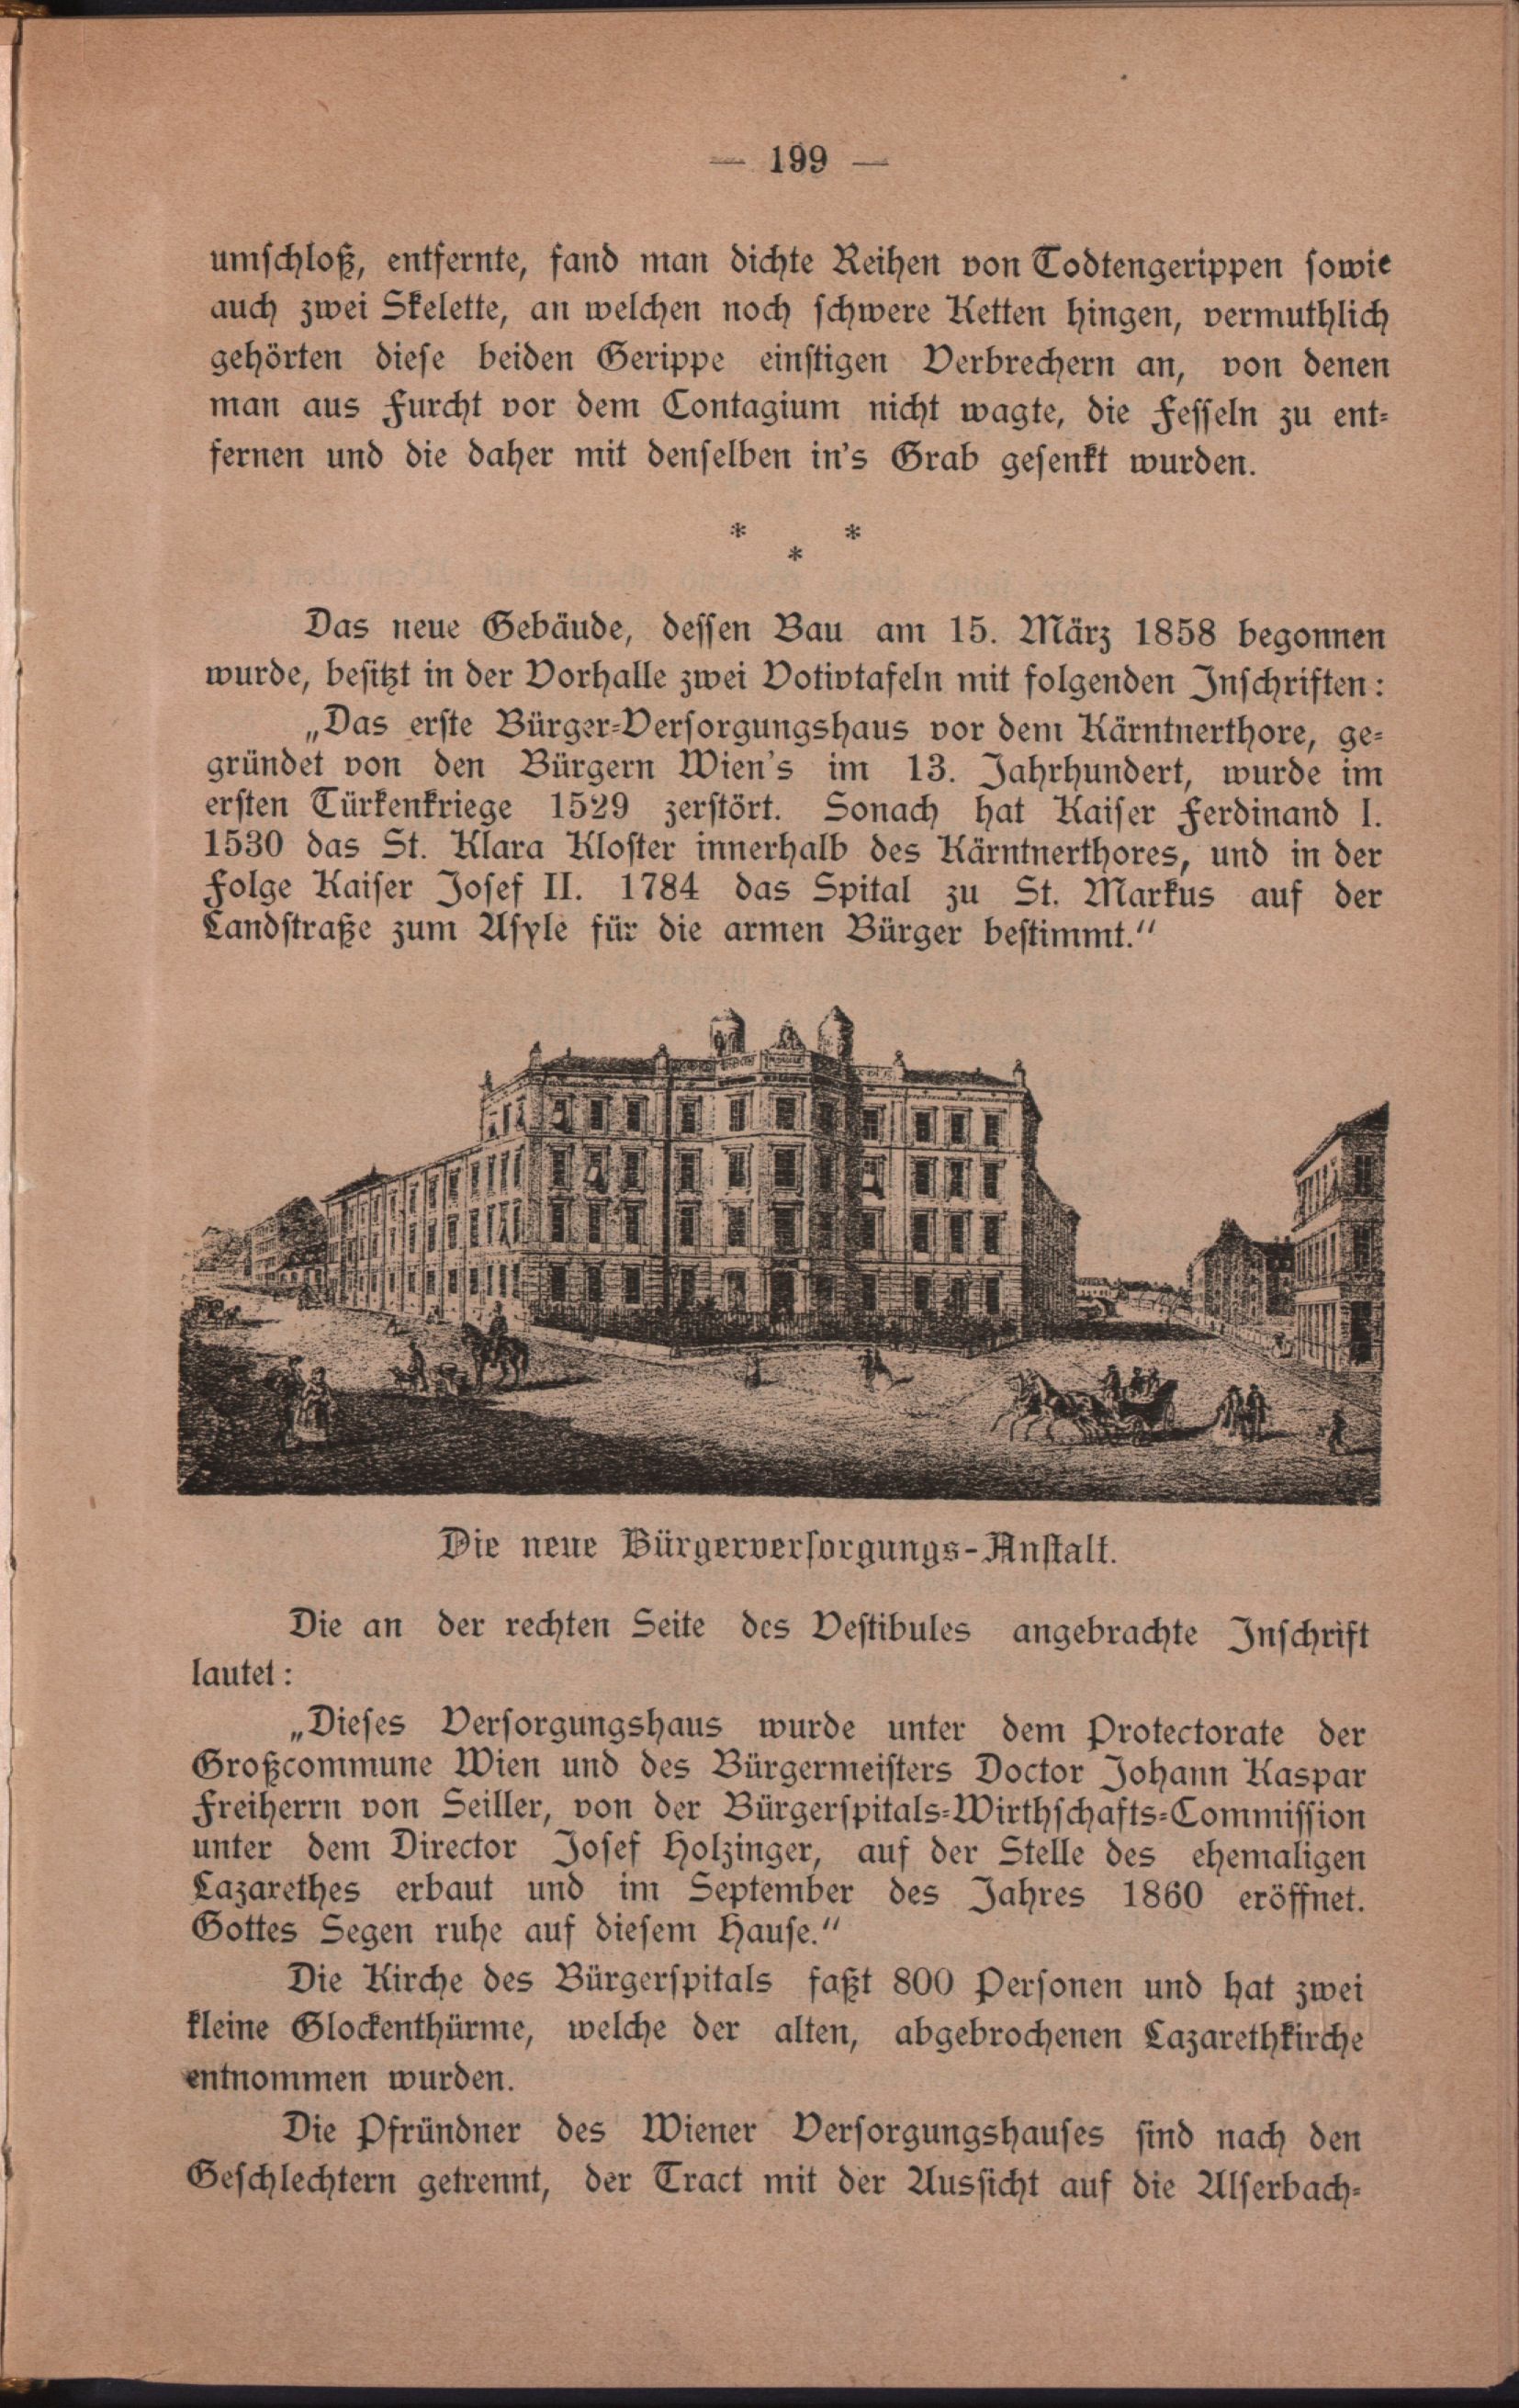 — 199 —
umschloß, entfernte, fand man dichte Reihen von Todtengerippen sowie
auch zwei Skelette, an welchen noch schwere Ketten hingen, vermuthlich
gehörten diese beiden Gerippe einstigen Verbrechern an, von denen
man aus Furcht vor dem Contagium nicht wagte, die Fesseln zu ent-
fernen und die daher mit denselben in's Grab gesenkt wurden.
* * *
Das neue Gebäude, dessen Bau am 15. März 1858 begonnen
wurde, besitzt in der Vorhalle zwei Votivtafeln mit folgenden Inschriften:
„Das erste Bürger-Versorgungshaus vor dem Kärntnerthore, ge-
gründet von den Bürgern Wien's im 13. Jahrhundert, wurde im
ersten Türkenkriege 1529 zerstört. Sonach hat Kaiser Ferdinand I.
1530 das St. Klara Kloster innerhalb des Kärntnerthores, und in der
Folge Kaiser Josef II. 1784 das Spital zu St. Markus auf der
Landstraße zum Asyle für die armen Bürger bestimmt."
Die neue Bürgerversorgungs-Anstalt.
Die an der rechten Seite des Vestibules angebrachte Inschrift
lautet:
„Dieses Versorgungshaus wurde unter dem Protectorate der
Großcommune Wien und des Bürgermeisters Doctor Johann Kaspar
Freiherrn von Seiller, von der Bürgerspitals-Wirthschafts-Commission
unter dem Director Josef Holzinger, auf der Stelle des ehemaligen
Lazarethes erbaut und im September des Jahres 1860 eröffnet.
Gottes Segen ruhe auf diesem Hause."
Die Kirche des Bürgerspitals faßt 800 Personen und hat zwei
kleine Glockenthürme, welche der alten, abgebrochenen Lazarethkirche
entnommen wurden.
Die Pfründner des Wiener Versorgungshauses sind nach den
Geschlechtern getrennt, der Tract mit der Aussicht auf die Alserbach-